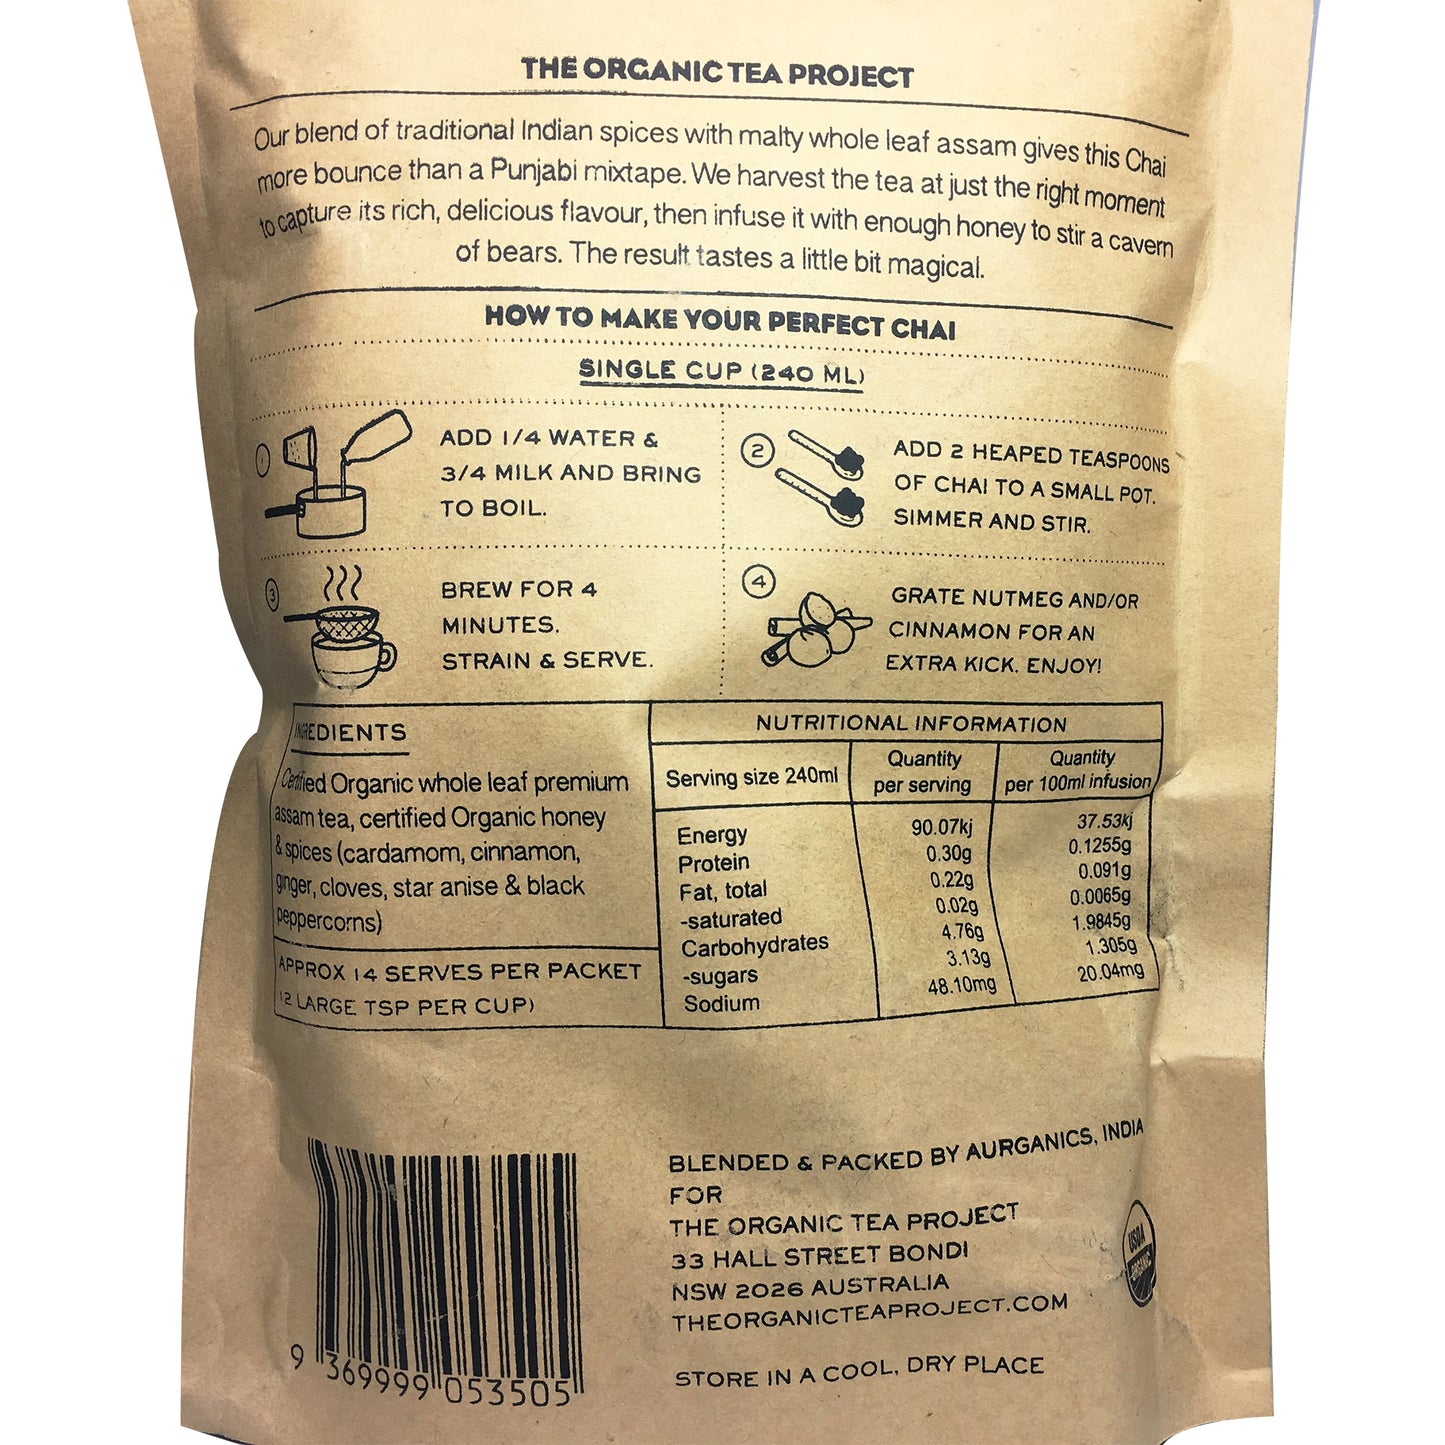 THE ORGANIC TEA PROJECT
Our blend of traditional Indian spices with malty whole leaf assam gives this Chai
more bounce than a Punjabi mixtape. We harvest the tea at just the right moment
to capture its rich, delicious flavour, then infuse it with enough honey to stir a cavern
of bears. The result tastes a little bit magical.
HOW TO MAKE YOUR PERFECT CHAI
SINGLE CUP (240 ML)
1
ADD 1/4 WATER &
3/4 MILK AND BRING
TO BOIL.
2
ADD 2 HEAPED TEASPOONS
OF CHAI TO A SMALL POT.
SIMMER AND STIR.
3
BREW FOR 4
MINUTES.
STRAIN & SERVE.
4
GRATE NUTMEG AND/OR
CINNAMON FOR AN
EXTRA KICK. ENJOY!
INGREDIENTS
Certified Organic whole leaf premium
assam tea, certified Organic honey
& spices (cardamom, cinnamon,
ginger, cloves, star anise & black
peppercorns)
APPROX 14 SERVES PER PACKET
(2 LARGE TSP PER CUP)
NUTRITIONAL INFORMATION
Serving size 240ml Quantity per serving Quantity per 100ml infusion
Energy 90.07kj 37.53kj
Protein 0.30g 0.1255g
Fat, total 0.22g 0.091g
-saturated 0.02g 0.0065g
Carbohydrates 4.76g 1.9845g
-sugars 3.13g 1.305g
Sodium 48.10mg 20.04mg
BLENDED & PACKED BY AURGANICS, INDIA
FOR
THE ORGANIC TEA PROJECT
33 HALL STREET BONDI
NSW 2026 AUSTRALIA
THEORGANICTEAPROJECT.COM
STORE IN A COOL, DRY PLACE
USDA
ORGANIC
9 369999 053505